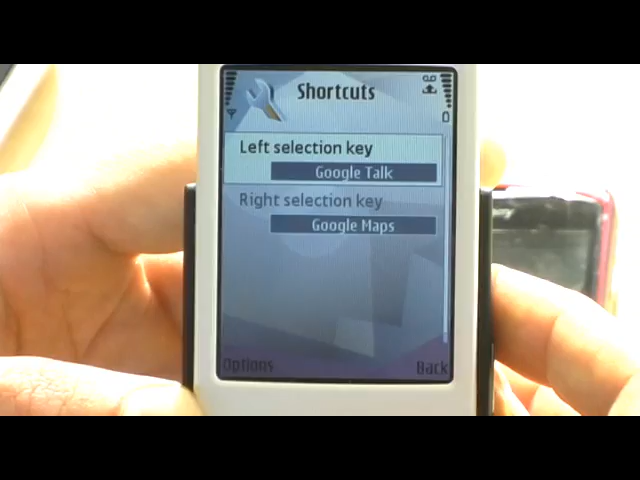 Shortcuts
Left selection key
Google Talk
Right selection key
Google Maps
Options
Back